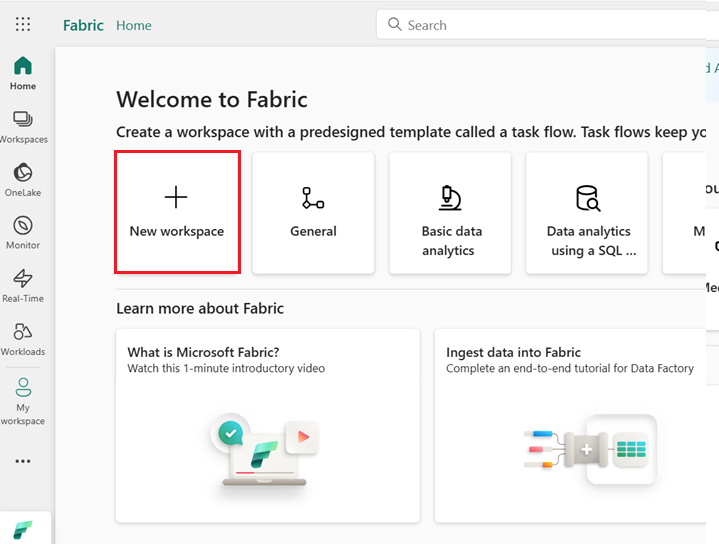 Fabric Home
Search
Home
Workspaces
OneLake
Monitor
Real-Time
Workloads
My
workspace
Welcome to Fabric
Create a workspace with a predesigned template called a task flow. Task flows keep
New workspace
General
Basic data
analytics
Data analytics
using a SQL ...
Learn more about Fabric
What is Microsoft Fabric?
Watch this 1-minute introductory video
Ingest data into Fabric
Complete an end-to-end tutorial for Data Factory